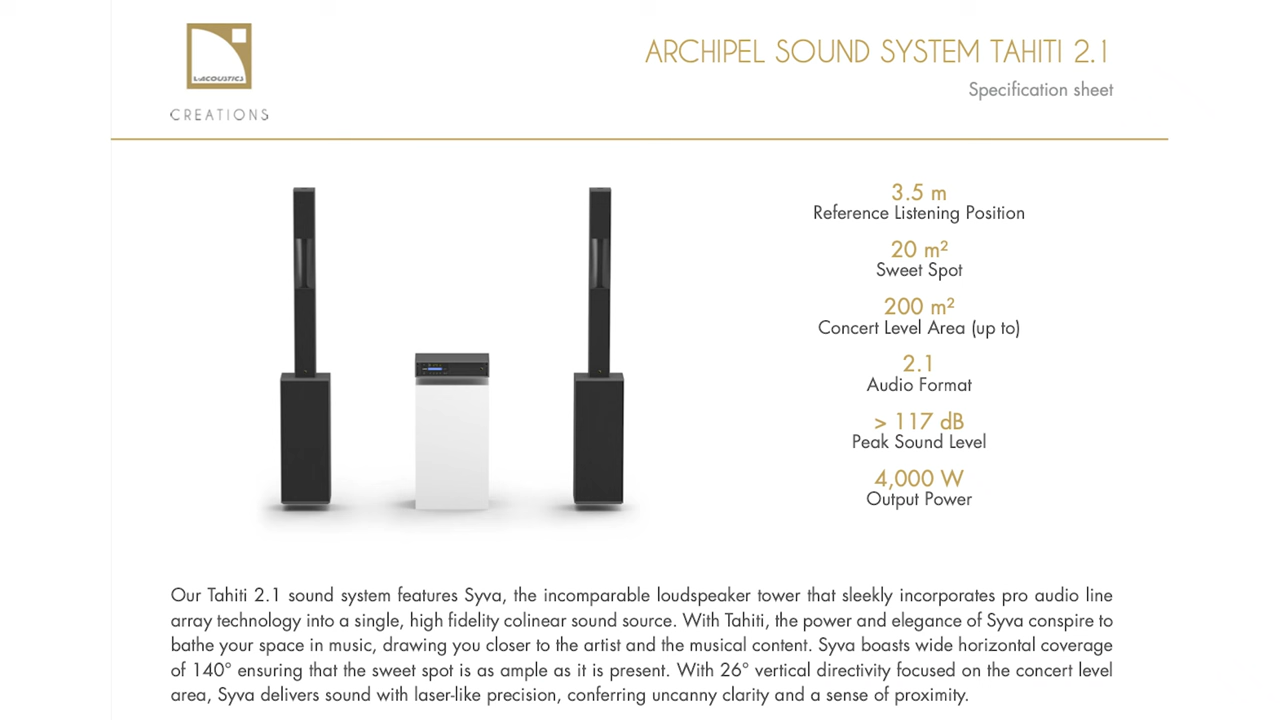 L-ACOUSTICS
CREATIONS
ARCHIPEL SOUND SYSTEM TAHITI 2.1
Specification sheet
3.5 m
Reference Listening Position
20 m²
Sweet Spot
200 m²
Concert Level Area (up to)
2.1
Audio Format
> 117 dB
Peak Sound Level
4,000 W
Output Power
Our Tahiti 2.1 sound system features Syva, the incomparable loudspeaker tower that sleekly incorporates pro audio line
array technology into a single, high fidelity colinear sound source. With Tahiti, the power and elegance of Syva conspire to
bathe your space in music, drawing you closer to the artist and the musical content. Syva boasts wide horizontal coverage
of 140° ensuring that the sweet spot is as ample as it is present. With 26° vertical directivity focused on the concert level
area, Syva delivers sound with laser-like precision, conferring uncanny clarity and a sense of proximity.